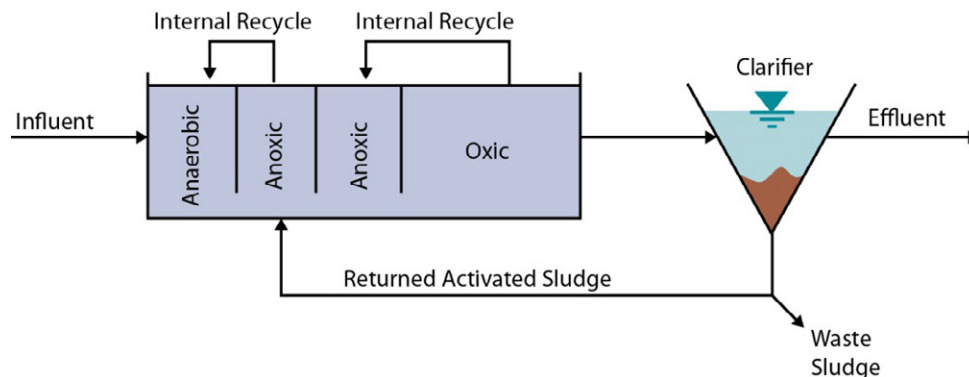 Internal Recycle
Internal Recycle
Clarifier
Influent
Anaerobic
Anoxic
Anoxic
Oxic
Effluent
Returned Activated Sludge
Waste
Sludge